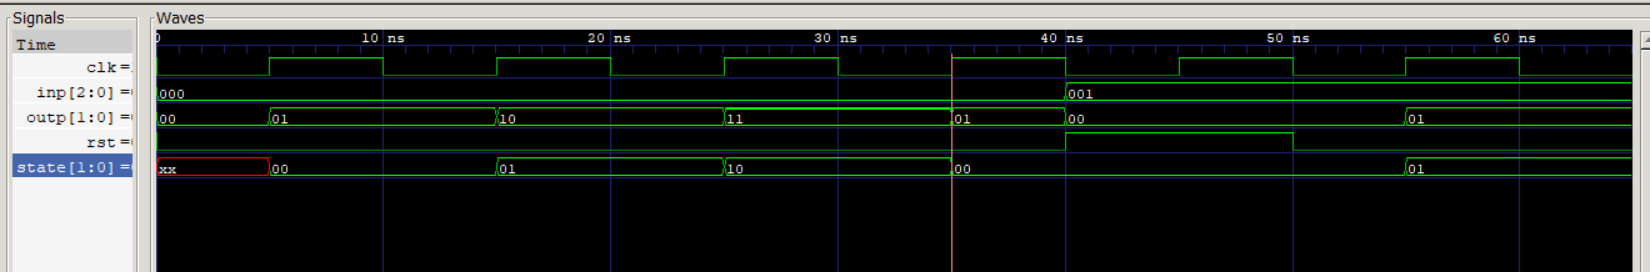 Signals
Waves
Time
0 10 ns 20 ns 30 ns 40 ns 50 ns 60 ns
clk =
inp[2:0] = 000 001
outp[1:0] = 00 01 10 11 01 00 01
rst =
state[1:0] = xx 00 01 10 00 01